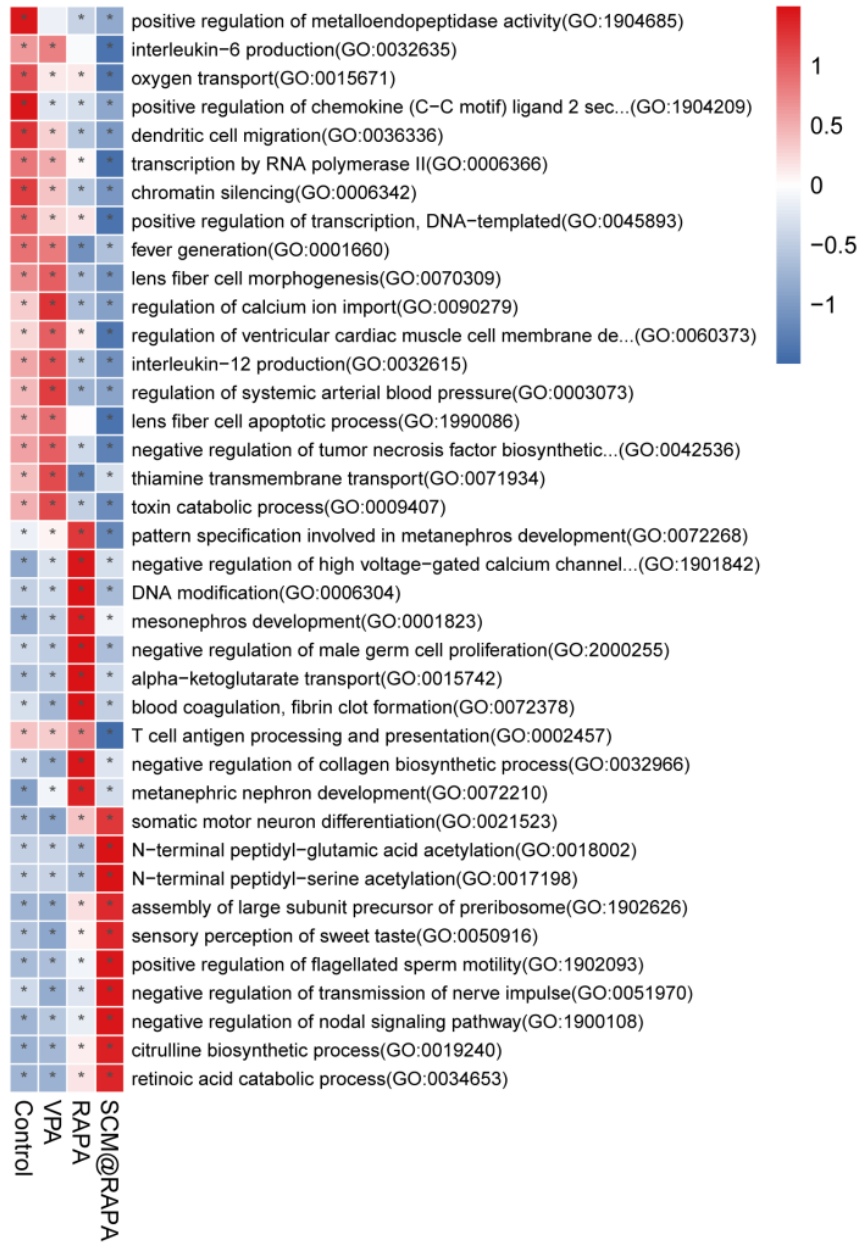 positive regulation of metalloendopeptidase activity(GO:1904685)
interleukin−6 production(GO:0032635)
oxygen transport(GO:0015671)
positive regulation of chemokine (C−C motif) ligand 2 sec...(GO:1904209)
dendritic cell migration(GO:0036336)
transcription by RNA polymerase II(GO:0006366)
chromatin silencing(GO:0006342)
positive regulation of transcription, DNA−templated(GO:0045893)
fever generation(GO:0001660)
lens fiber cell morphogenesis(GO:0070309)
regulation of calcium ion import(GO:0090279)
regulation of ventricular cardiac muscle cell membrane de...(GO:0060373)
interleukin−12 production(GO:0032615)
regulation of systemic arterial blood pressure(GO:0003073)
lens fiber cell apoptotic process(GO:1990086)
negative regulation of tumor necrosis factor biosynthetic...(GO:0042536)
thiamine transmembrane transport(GO:0071934)
toxin catabolic process(GO:0009407)
pattern specification involved in metanephros development(GO:0072268)
negative regulation of high voltage−gated calcium channel...(GO:1901842)
DNA modification(GO:0006304)
mesonephros development(GO:0001823)
negative regulation of male germ cell proliferation(GO:2000255)
alpha−ketoglutarate transport(GO:0015742)
blood coagulation, fibrin clot formation(GO:0072378)
T cell antigen processing and presentation(GO:0002457)
negative regulation of collagen biosynthetic process(GO:0032966)
metanephric nephron development(GO:0072210)
somatic motor neuron differentiation(GO:0021523)
N−terminal peptidyl−glutamic acid acetylation(GO:0018002)
N−terminal peptidyl−serine acetylation(GO:0017198)
assembly of large subunit precursor of preribosome(GO:1902626)
sensory perception of sweet taste(GO:0050916)
positive regulation of flagellated sperm motility(GO:1902093)
negative regulation of transmission of nerve impulse(GO:0051970)
negative regulation of nodal signaling pathway(GO:1900108)
citrulline biosynthetic process(GO:0019240)
retinoic acid catabolic process(GO:0034653)
Control
VPA
RAPA
SCM@RAPA
1
0.5
0
−0.5
−1